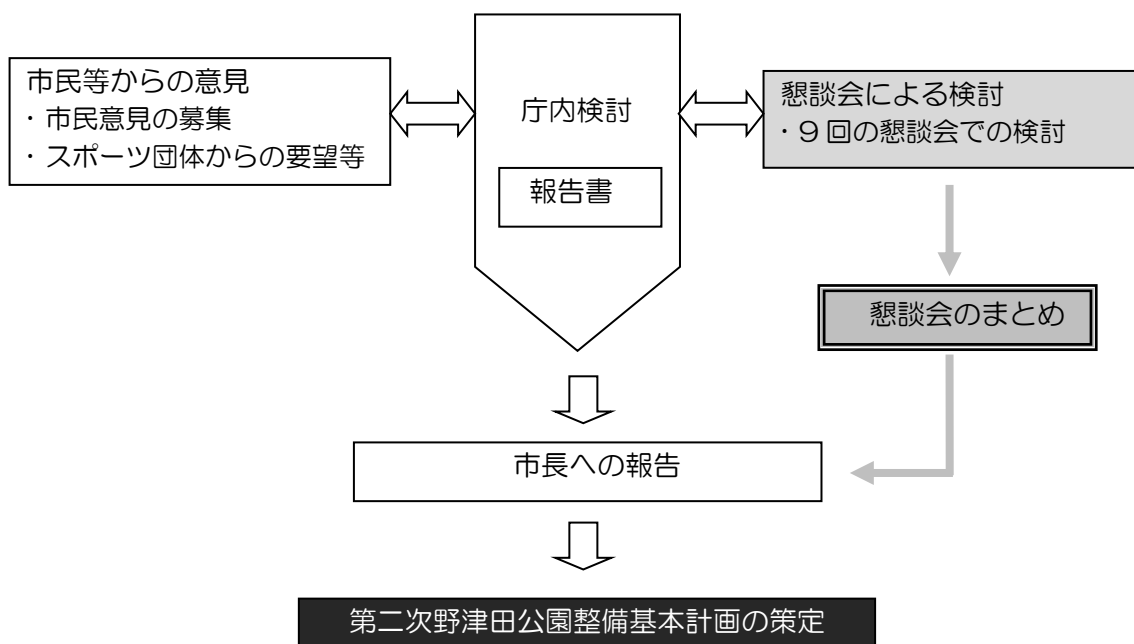 市民等からの意見
・市民意見の募集
・スポーツ団体からの要望等
庁内検討
報告書
懇談会による検討
・9回の懇談会での検討
懇談会のまとめ
市長への報告
第二次野津田公園整備基本計画の策定